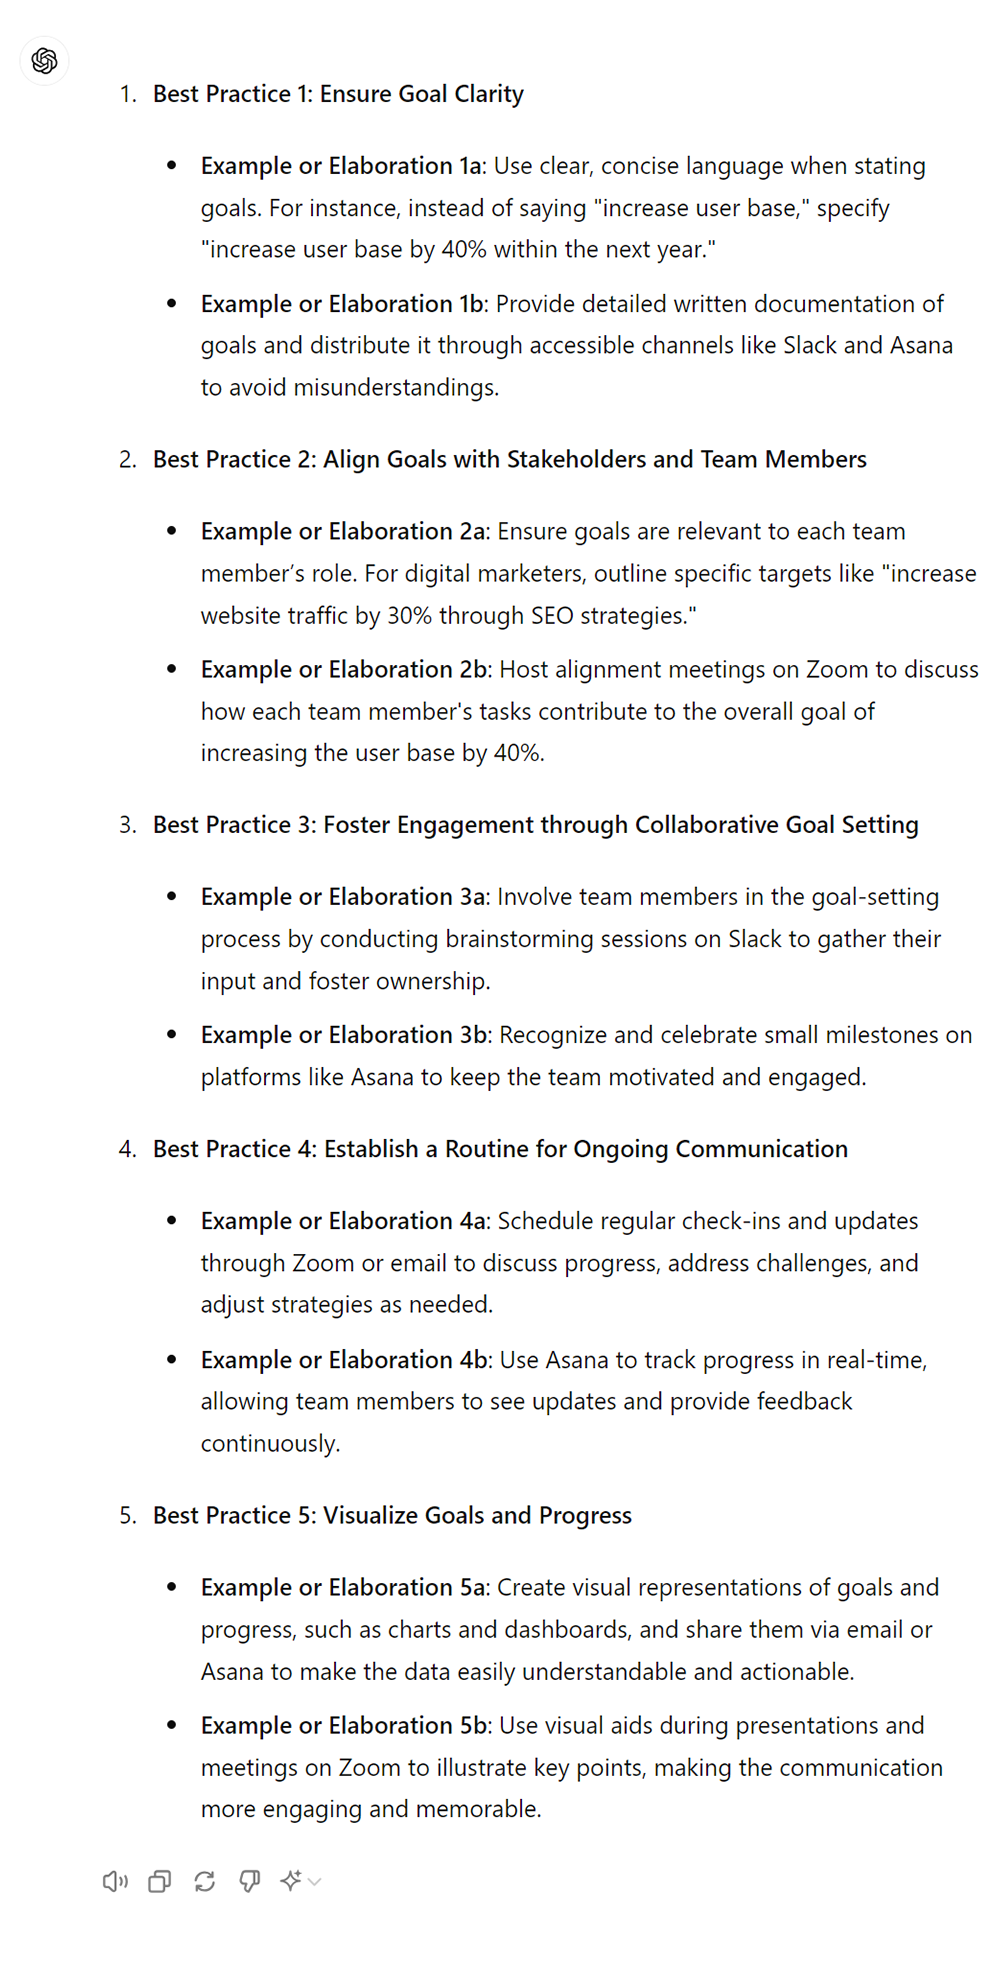 1. Best Practice 1: Ensure Goal Clarity
• Example or Elaboration 1a: Use clear, concise language when stating
goals. For instance, instead of saying "increase user base," specify
"increase user base by 40% within the next year."
• Example or Elaboration 1b: Provide detailed written documentation of
goals and distribute it through accessible channels like Slack and Asana
to avoid misunderstandings.
2. Best Practice 2: Align Goals with Stakeholders and Team Members
• Example or Elaboration 2a: Ensure goals are relevant to each team
member’s role. For digital marketers, outline specific targets like "increase
website traffic by 30% through SEO strategies."
• Example or Elaboration 2b: Host alignment meetings on Zoom to discuss
how each team member's tasks contribute to the overall goal of
increasing the user base by 40%.
3. Best Practice 3: Foster Engagement through Collaborative Goal Setting
• Example or Elaboration 3a: Involve team members in the goal-setting
process by conducting brainstorming sessions on Slack to gather their
input and foster ownership.
• Example or Elaboration 3b: Recognize and celebrate small milestones on
platforms like Asana to keep the team motivated and engaged.
4. Best Practice 4: Establish a Routine for Ongoing Communication
• Example or Elaboration 4a: Schedule regular check-ins and updates
through Zoom or email to discuss progress, address challenges, and
adjust strategies as needed.
• Example or Elaboration 4b: Use Asana to track progress in real-time,
allowing team members to see updates and provide feedback
continuously.
5. Best Practice 5: Visualize Goals and Progress
• Example or Elaboration 5a: Create visual representations of goals and
progress, such as charts and dashboards, and share them via email or
Asana to make the data easily understandable and actionable.
• Example or Elaboration 5b: Use visual aids during presentations and
meetings on Zoom to illustrate key points, making the communication
more engaging and memorable.